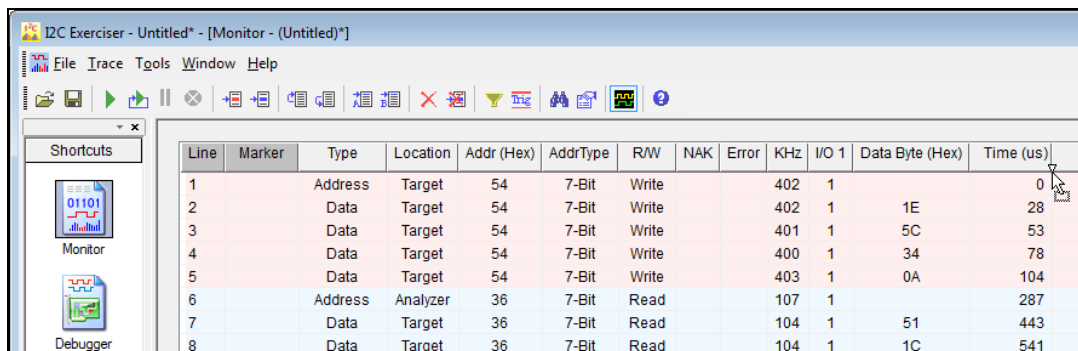 I2C Exerciser - Untitled* - [Monitor - (Untitled)*]
File Trace Tools Window Help
Shortcuts
01101
Monitor
Debugger
Line Marker Type Location Addr (Hex) AddrType R/W NAK Error KHz I/O 1 Data Byte (Hex) Time (us)
1 Address Target 54 7-Bit Write 402 1 0
2 Data Target 54 7-Bit Write 402 1 1E 28
3 Data Target 54 7-Bit Write 401 1 5C 53
4 Data Target 54 7-Bit Write 400 1 34 78
5 Data Target 54 7-Bit Write 403 1 0A 104
6 Address Analyzer 36 7-Bit Read 107 1 287
7 Data Target 36 7-Bit Read 104 1 51 443
8 Data Target 36 7-Bit Read 104 1 1C 541